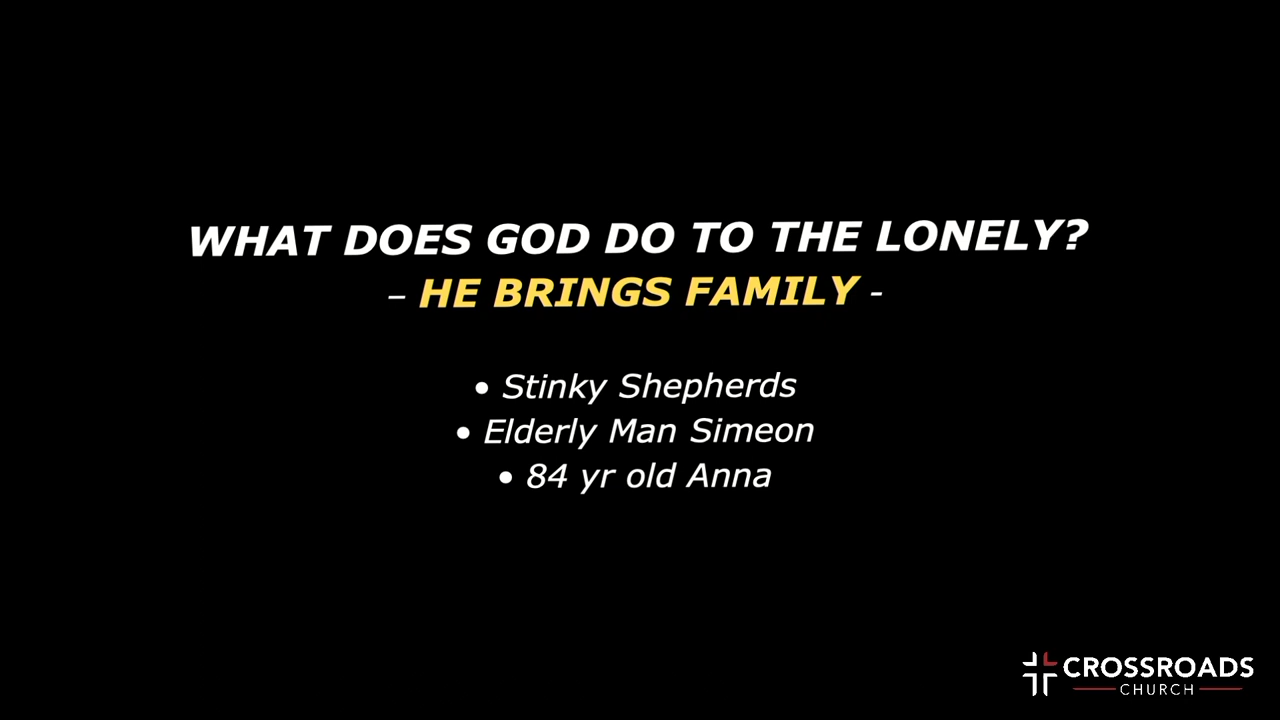 WHAT DOES GOD DO TO THE LONELY?
– HE BRINGS FAMILY -
• Stinky Shepherds
• Elderly Man Simeon
• 84 yr old Anna
CROSSROADS
CHURCH